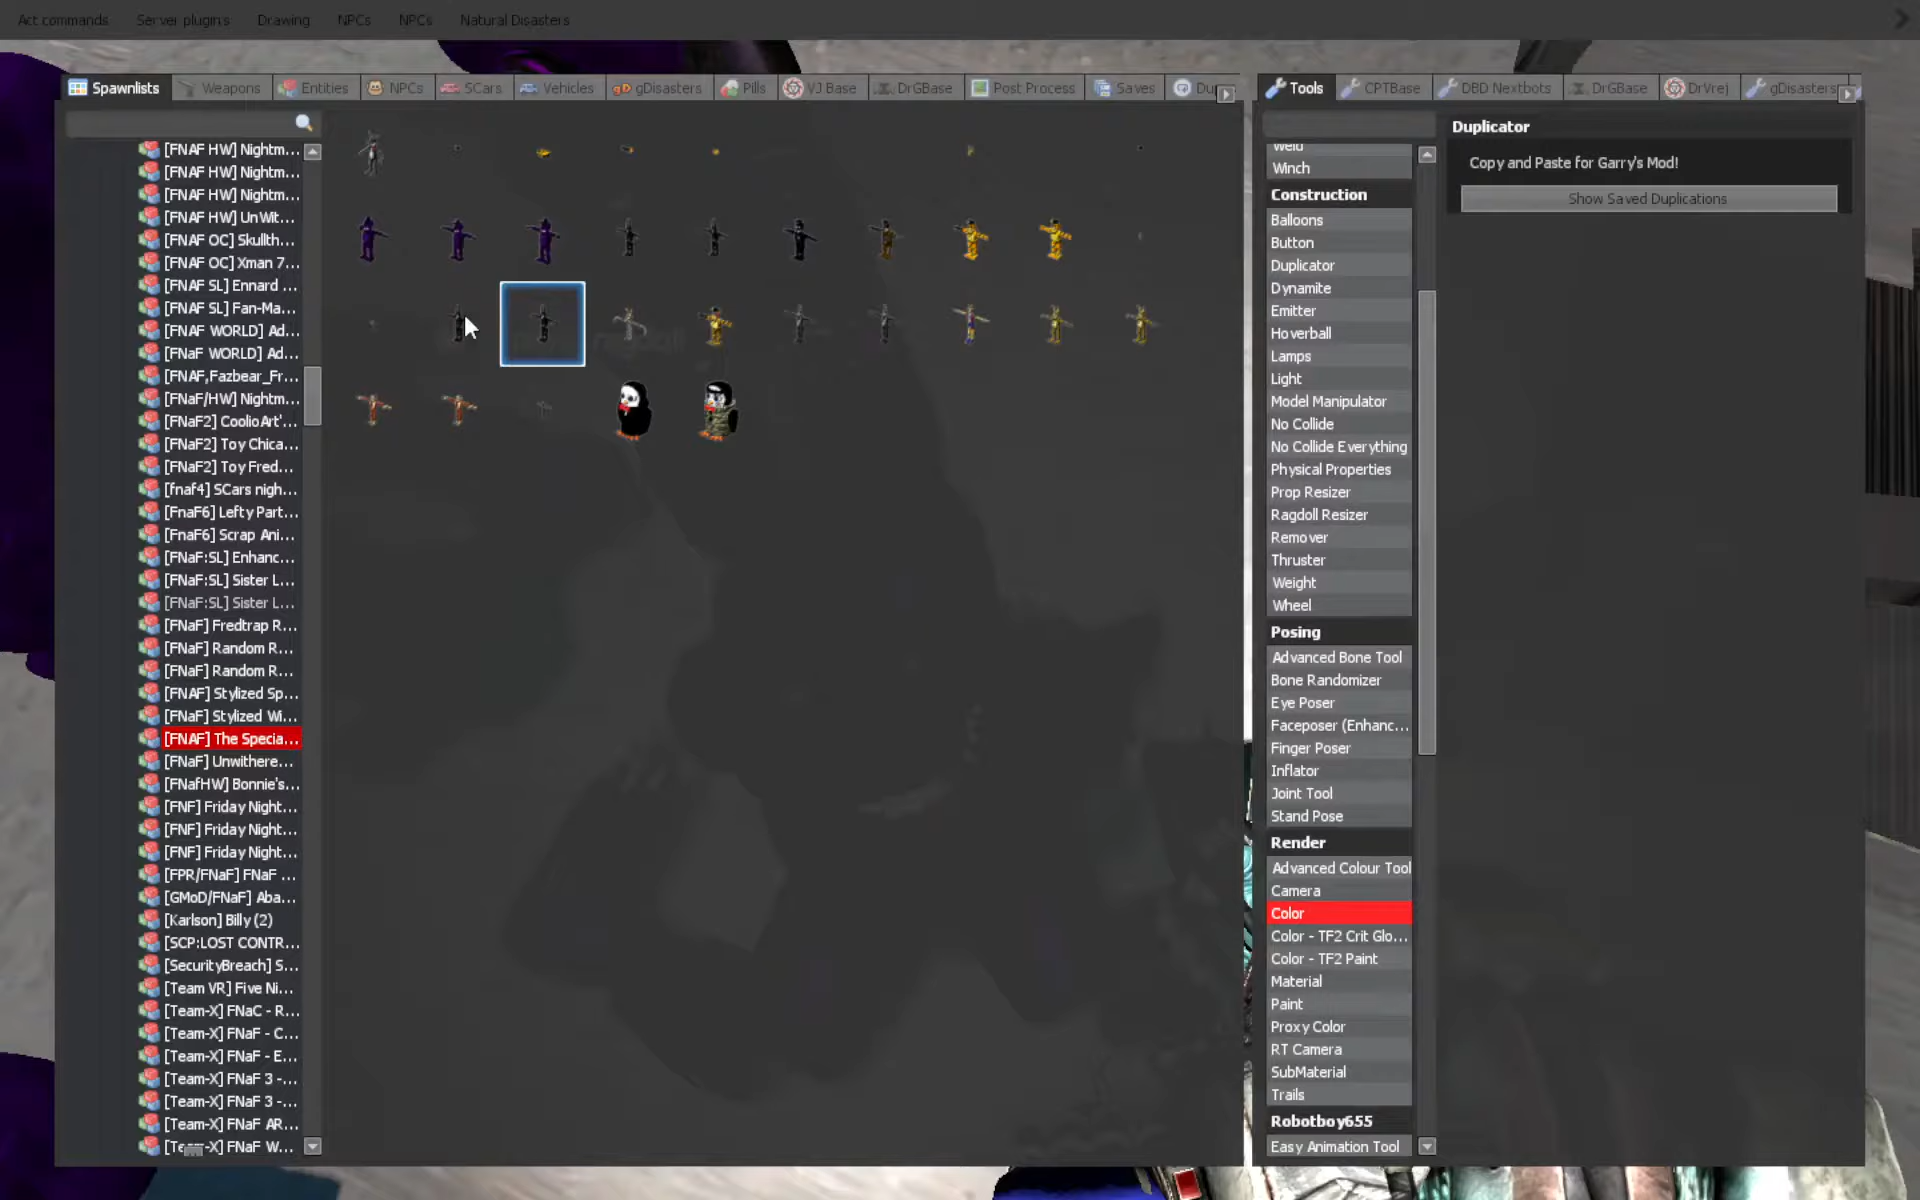 Act commands Server plugins Drawing NPCs NPCs Natural Disasters
Spawnlists Weapons Entities NPCs SCars Vehicles gDisasters Pills VJ Base DrGBase Post Process Saves Du
[FNAF HW] Nightm...
[FNAF HW] Nightm...
[FNAF HW] Nightm...
[FNAF HW] UnWit...
[FNAF OC] Skullth...
[FNAF OC] Xman 7...
[FNAF SL] Ennard ...
[FNAF SL] Fan-Ma...
[FNAF WORLD] Ad...
[FNaF WORLD] Ad...
[FNAF,Fazbear_Fr...
[FNaF/HW] Nightm...
[FNaF2] CoolioArt'...
[FNaF2] Toy Chica...
[FNaF2] Toy Fred...
[fnaf4] SCars nigh...
[FnaF6] Lefty Part...
[FnaF6] Scrap Ani...
[FNaF:SL] Enhanc...
[FNaF:SL] Sister L...
[FNaF:SL] Sister L...
[FNaF] Fredtrap R...
[FNaF] Random R...
[FNaF] Random R...
[FNAF] Stylized Sp...
[FNaF] Stylized Wi...
[FNAF] The Specia...
[FNaF] Unwithere...
[FNafHW] Bonnie's...
[FNF] Friday Night...
[FNF] Friday Night...
[FNF] Friday Night...
[FPR/FNaF] FNaF ...
[GMoD/FNaF] Aba...
[Karlson] Billy (2)
[SCP:LOST CONTR...
[SecurityBreach] S...
[Team VR] Five Ni...
[Team-X] FNaC - R...
[Team-X] FNaF - C...
[Team-X] FNaF - E...
[Team-X] FNaF 3 -...
[Team-X] FNaF 3 -...
[Team-X] FNaF AR...
[Team-X] FNaF W...
ragdoll
Tools CPTBase DBD Nextbots DrGBase DrVrej gDisasters
Weld
Winch
Construction
Balloons
Button
Duplicator
Dynamite
Emitter
Hoverball
Lamps
Light
Model Manipulator
No Collide
No Collide Everything
Physical Properties
Prop Resizer
Ragdoll Resizer
Remover
Thruster
Weight
Wheel
Posing
Advanced Bone Tool
Bone Randomizer
Eye Poser
Faceposer (Enhanc...
Finger Poser
Inflator
Joint Tool
Stand Pose
Render
Advanced Colour Tool
Camera
Color
Color - TF2 Crit Glo...
Color - TF2 Paint
Material
Paint
Proxy Color
RT Camera
SubMaterial
Trails
Robotboy655
Easy Animation Tool
Duplicator
Copy and Paste for Garry's Mod!
Show Saved Duplications